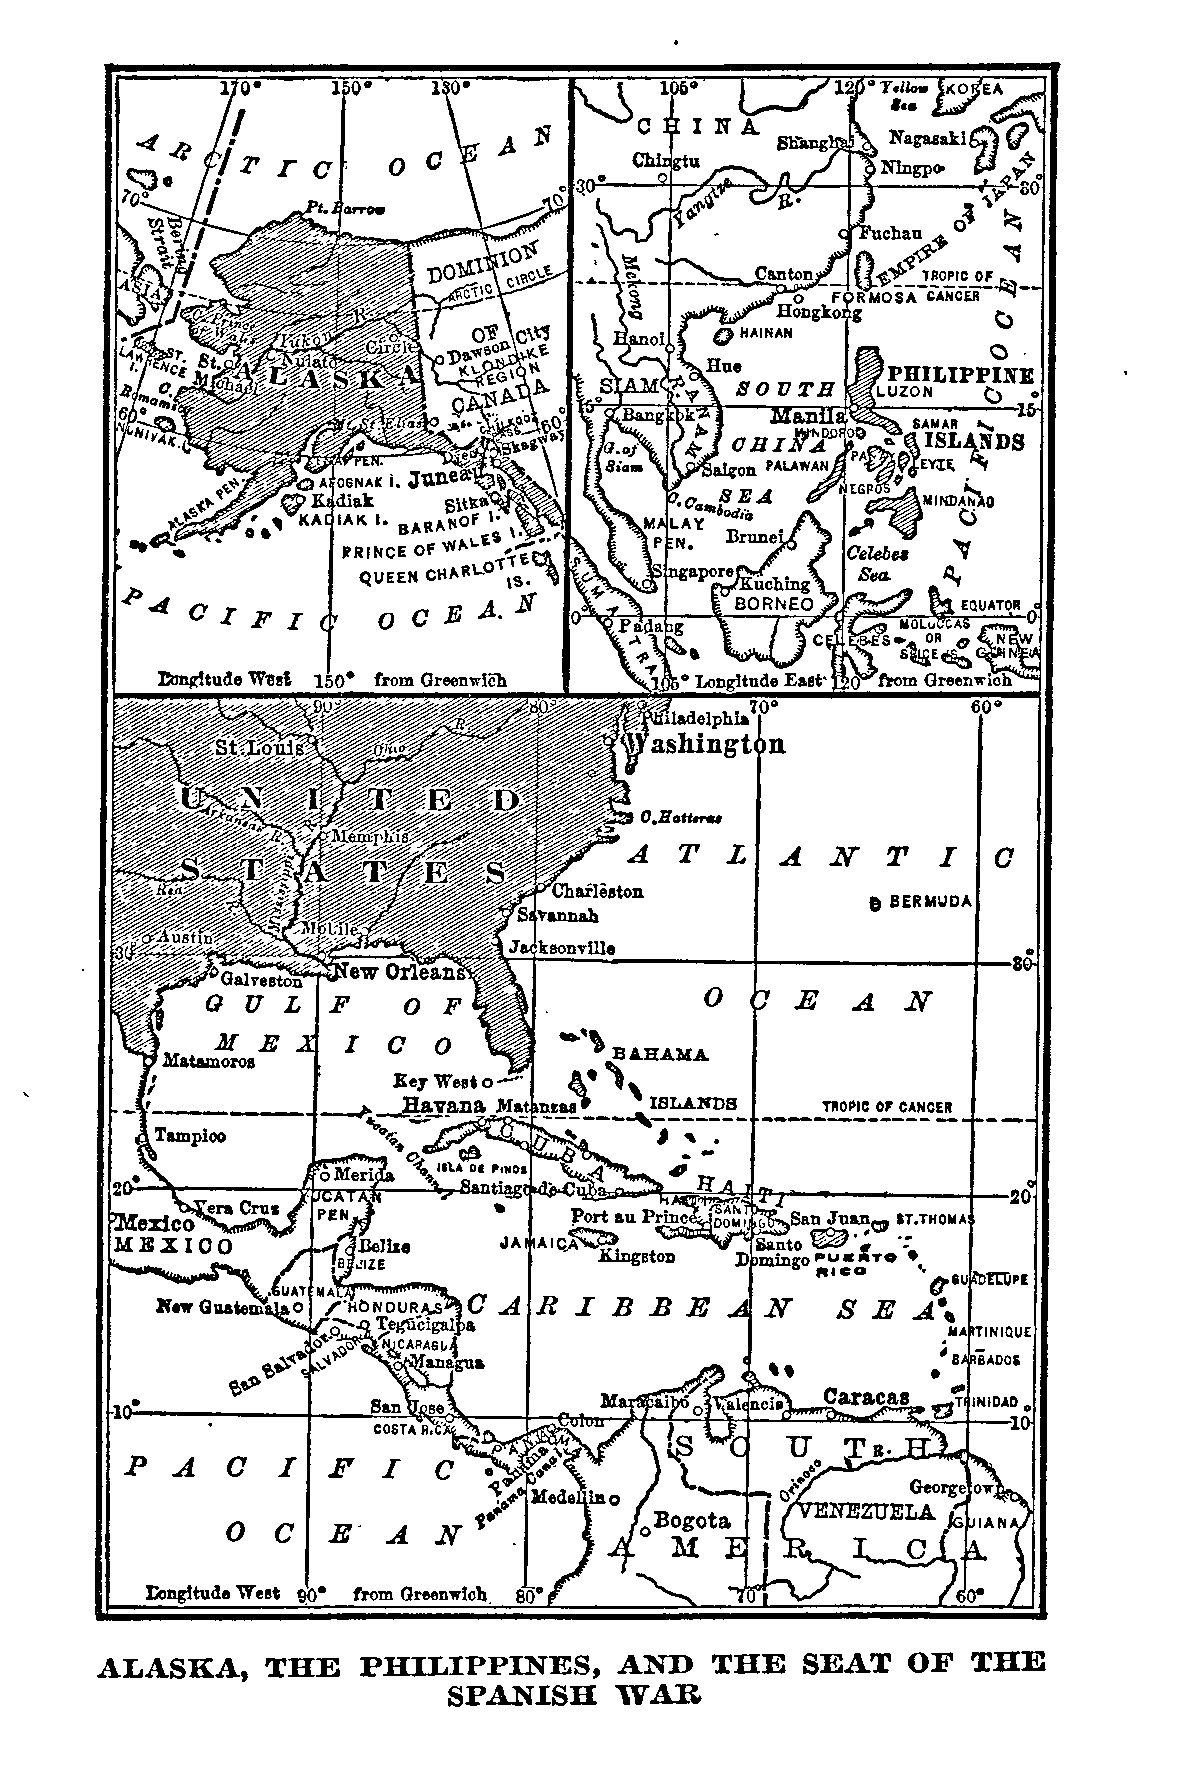 170° 150° 130°
ARCTIC OCEAN
70° 70°
Pt. Barrow
Bering
Strait
ASIA
DOMINION
ARCTIC CIRCLE
OF
C. Prince
of Wales
R.
Yukon
Circle
Dawson City
KLONDIKE
REGION
CANADA
ST.
LAWRENCE
I.
St.
Michael
Nulato
ALASKA
C.
Romanzof
60° 60°
NUNIVAK I.
Mt. St. Elias
Chilkoot
Dyea
Skagway
PEN.
AFOGNAK I.
Juneau
ALASKA PEN.
Kadiak
KADIAK I.
Sitka
BARANOF I.
PRINCE OF WALES I.
QUEEN CHARLOTTE
IS.
PACIFIC OCEAN
Longitude West 150° from Greenwich
105° 120°
Yellow
Sea
KOREA
CHINA
Shanghai
Nagasaki
Chingtu
Ningpo
30° 30°
Yangtze R.
EMPIRE OF JAPAN
Fuchan
Mekong
Canton
TROPIC OF
CANCER
FORMOSA
Hongkong
Hanoi
HAINAN
Hue
PACIFIC OCEAN
SIAM
R.
ANAM
SOUTH
CHINA
SEA
PHILIPPINE
ISLANDS
LUZON
15° 15°
Bangkok
Manila
MINDORO
SAMAR
G. of
Siam
Saigon
PALAWAN
PANAY
LEYTE
NEGROS
MINDANAO
C. Cambodia
MALAY
PEN.
Brunei
Celebes
Sea
Singapore
Kuching
BORNEO
SUMATRA
0° 0°
EQUATOR
Padang
CELEBES
MOLUCCAS
OR
SPICE IS.
NEW
GUINEA
105° Longitude East 120° from Greenwich
90° 80° 70° 60°
Philadelphia
Washington
St. Louis
Ohio R.
UNITED
STATES
Arkansas R.
Memphis
Mississippi
C. Hatteras
ATLANTIC
OCEAN
Red R.
Charleston
Savannah
BERMUDA
Austin
Mobile
Jacksonville
30° 30°
Galveston
New Orleans
GULF OF
MEXICO
Matamoros
BAHAMA
ISLANDS
Key West
Havana Matanzas
TROPIC OF CANCER
Tampico
Yucatan Channel
CUBA
ISLA DE PINOS
Merida
20° 20°
YUCATAN
PEN.
Santiago de Cuba
HAITI
HAITI
Vera Cruz
Port au Prince
SANTO
DOMINGO
San Juan
ST. THOMAS
Mexico
MEXICO
JAMAICA
Kingston
Santo
Domingo
PUERTO
RICO
Belize
BELIZE
GUATEMALA
New Guatemala
HONDURAS
Tegucigalpa
CARIBBEAN SEA
GUADELUPE
San Salvador
SALVADOR
NICARAGUA
Managua
MARTINIQUE
BARBADOS
San Jose
COSTA RICA
Maracaibo
Valencia
Caracas
TRINIDAD
10° 10°
Colon
PANAMA
Panama
Panama Canal
SOUTH
AMERICA
PACIFIC
OCEAN
Medellin
Bogota
Orinoco
R.
VENEZUELA
Georgetown
GUIANA
Longitude West 90° from Greenwich 80° 70° 60°
ALASKA, THE PHILIPPINES, AND THE SEAT OF THE
SPANISH WAR